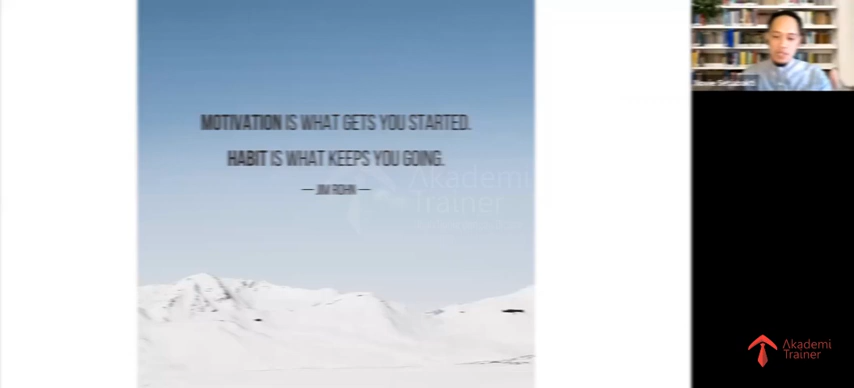 MOTIVATION IS WHAT GETS YOU STARTED.
HABIT IS WHAT KEEPS YOU GOING.
— JIM ROHN —
Akademi
Trainer
Akademi
Trainer